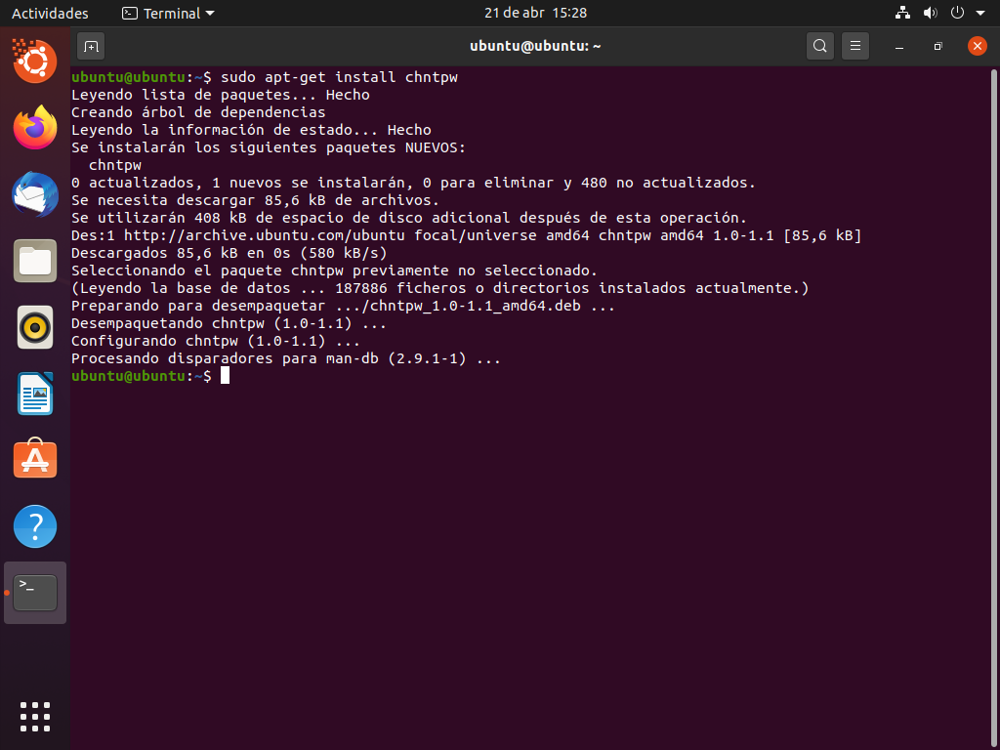 Actividades
Terminal
21 de abr 15:28
ubuntu@ubuntu: ~
ubuntu@ubuntu:~$ sudo apt-get install chntpw
Leyendo lista de paquetes... Hecho
Creando árbol de dependencias
Leyendo la información de estado... Hecho
Se instalarán los siguientes paquetes NUEVOS:
  chntpw
0 actualizados, 1 nuevos se instalarán, 0 para eliminar y 480 no actualizados.
Se necesita descargar 85,6 kB de archivos.
Se utilizarán 408 kB de espacio de disco adicional después de esta operación.
Des:1 http://archive.ubuntu.com/ubuntu focal/universe amd64 chntpw amd64 1.0-1.1 [85,6 kB]
Descargados 85,6 kB en 0s (580 kB/s)
Seleccionando el paquete chntpw previamente no seleccionado.
(Leyendo la base de datos ... 187886 ficheros o directorios instalados actualmente.)
Preparando para desempaquetar .../chntpw_1.0-1.1_amd64.deb ...
Desempaquetando chntpw (1.0-1.1) ...
Configurando chntpw (1.0-1.1) ...
Procesando disparadores para man-db (2.9.1-1) ...
ubuntu@ubuntu:~$